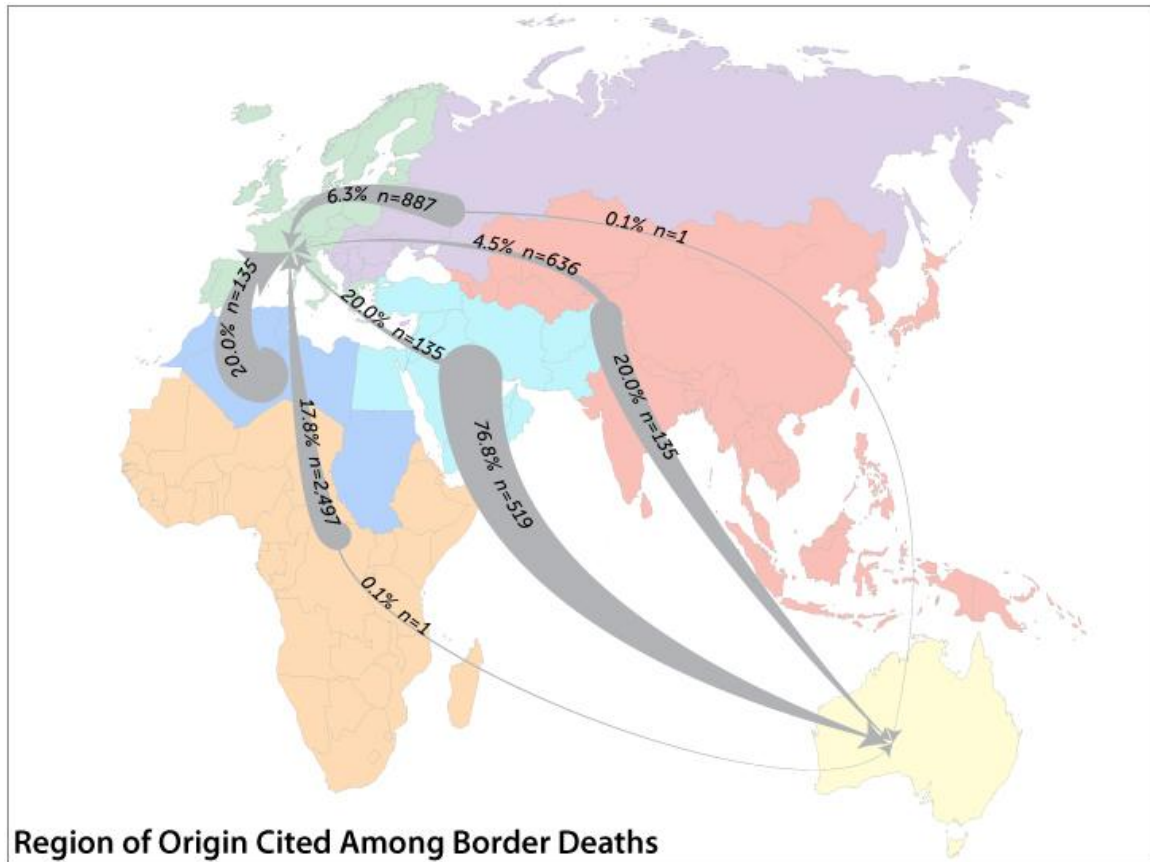 6.3% n=887
0.1% n=1
4.5% n=636
20.0% n=135
20.0% n=135
20.0% n=135
17.8% n=2,497
76.8% n=519
0.1% n=1
Region of Origin Cited Among Border Deaths